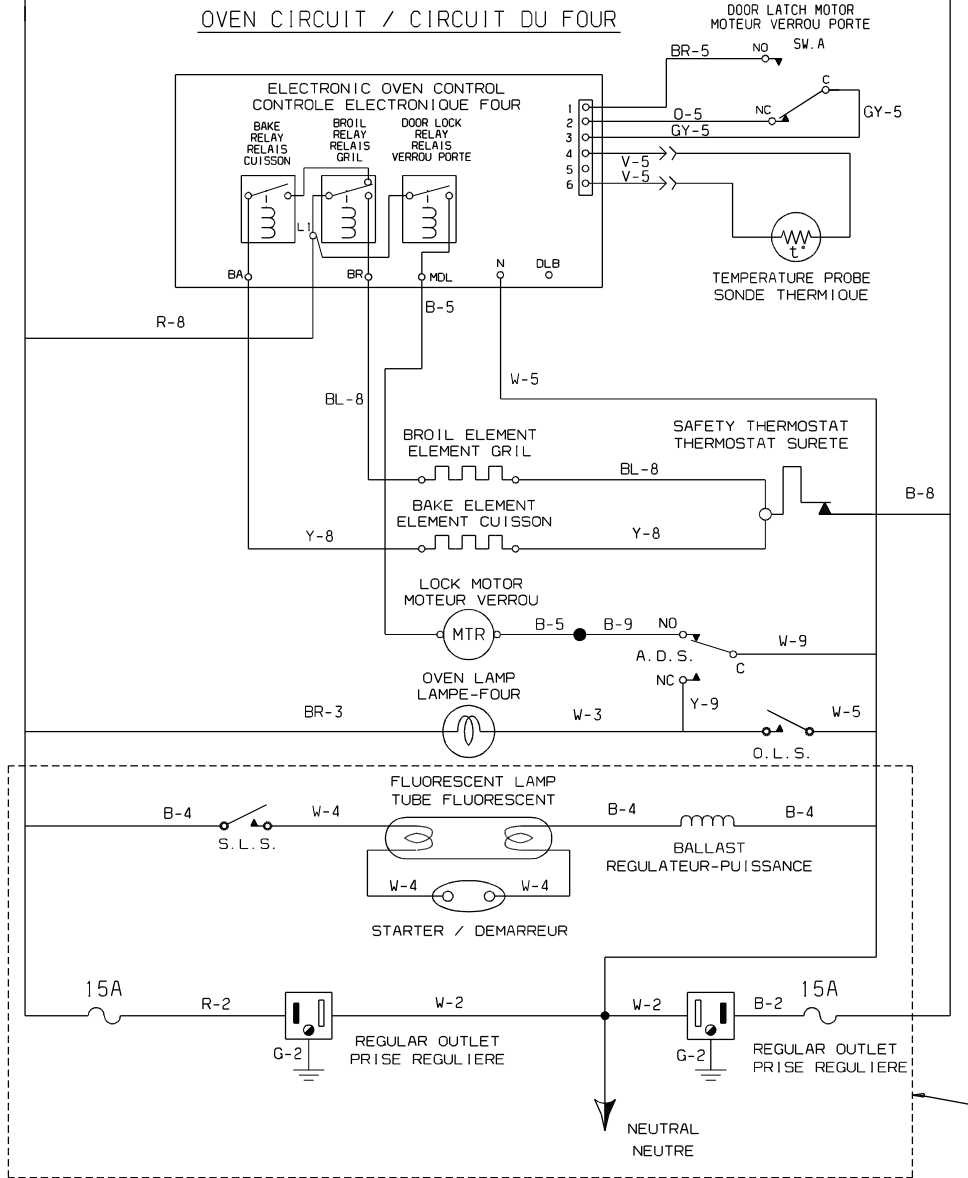 OVEN CIRCUIT / CIRCUIT DU FOUR
DOOR LATCH MOTOR
MOTEUR VERROU PORTE
BR-5
NO
SW.A
ELECTRONIC OVEN CONTROL
CONTROLE ELECTRONIQUE FOUR
C
BAKE
RELAY
RELAIS
CUISSON
BROIL
RELAY
RELAIS
GRIL
DOOR LOCK
RELAY
RELAIS
VERROU PORTE
1
2
3
4
5
6
O-5
NC
GY-5
GY-5
V-5
V-5
L1
t°
BA
BR
MDL
N
DLB
TEMPERATURE PROBE
SONDE THERMIQUE
B-5
R-8
W-5
BL-8
BROIL ELEMENT
ELEMENT GRIL
SAFETY THERMOSTAT
THERMOSTAT SURETE
BL-8
B-8
BAKE ELEMENT
ELEMENT CUISSON
Y-8
Y-8
LOCK MOTOR
MOTEUR VERROU
MTR
B-5
B-9
NO
W-9
A.D.S.
C
OVEN LAMP
LAMPE-FOUR
NC
Y-9
BR-3
W-3
W-5
O.L.S.
FLUORESCENT LAMP
TUBE FLUORESCENT
B-4
W-4
B-4
B-4
S.L.S.
BALLAST
REGULATEUR-PUISSANCE
W-4
W-4
STARTER / DEMARREUR
15A
R-2
W-2
W-2
B-2
15A
G-2
REGULAR OUTLET
PRISE REGULIERE
G-2
REGULAR OUTLET
PRISE REGULIERE
NEUTRAL
NEUTRE